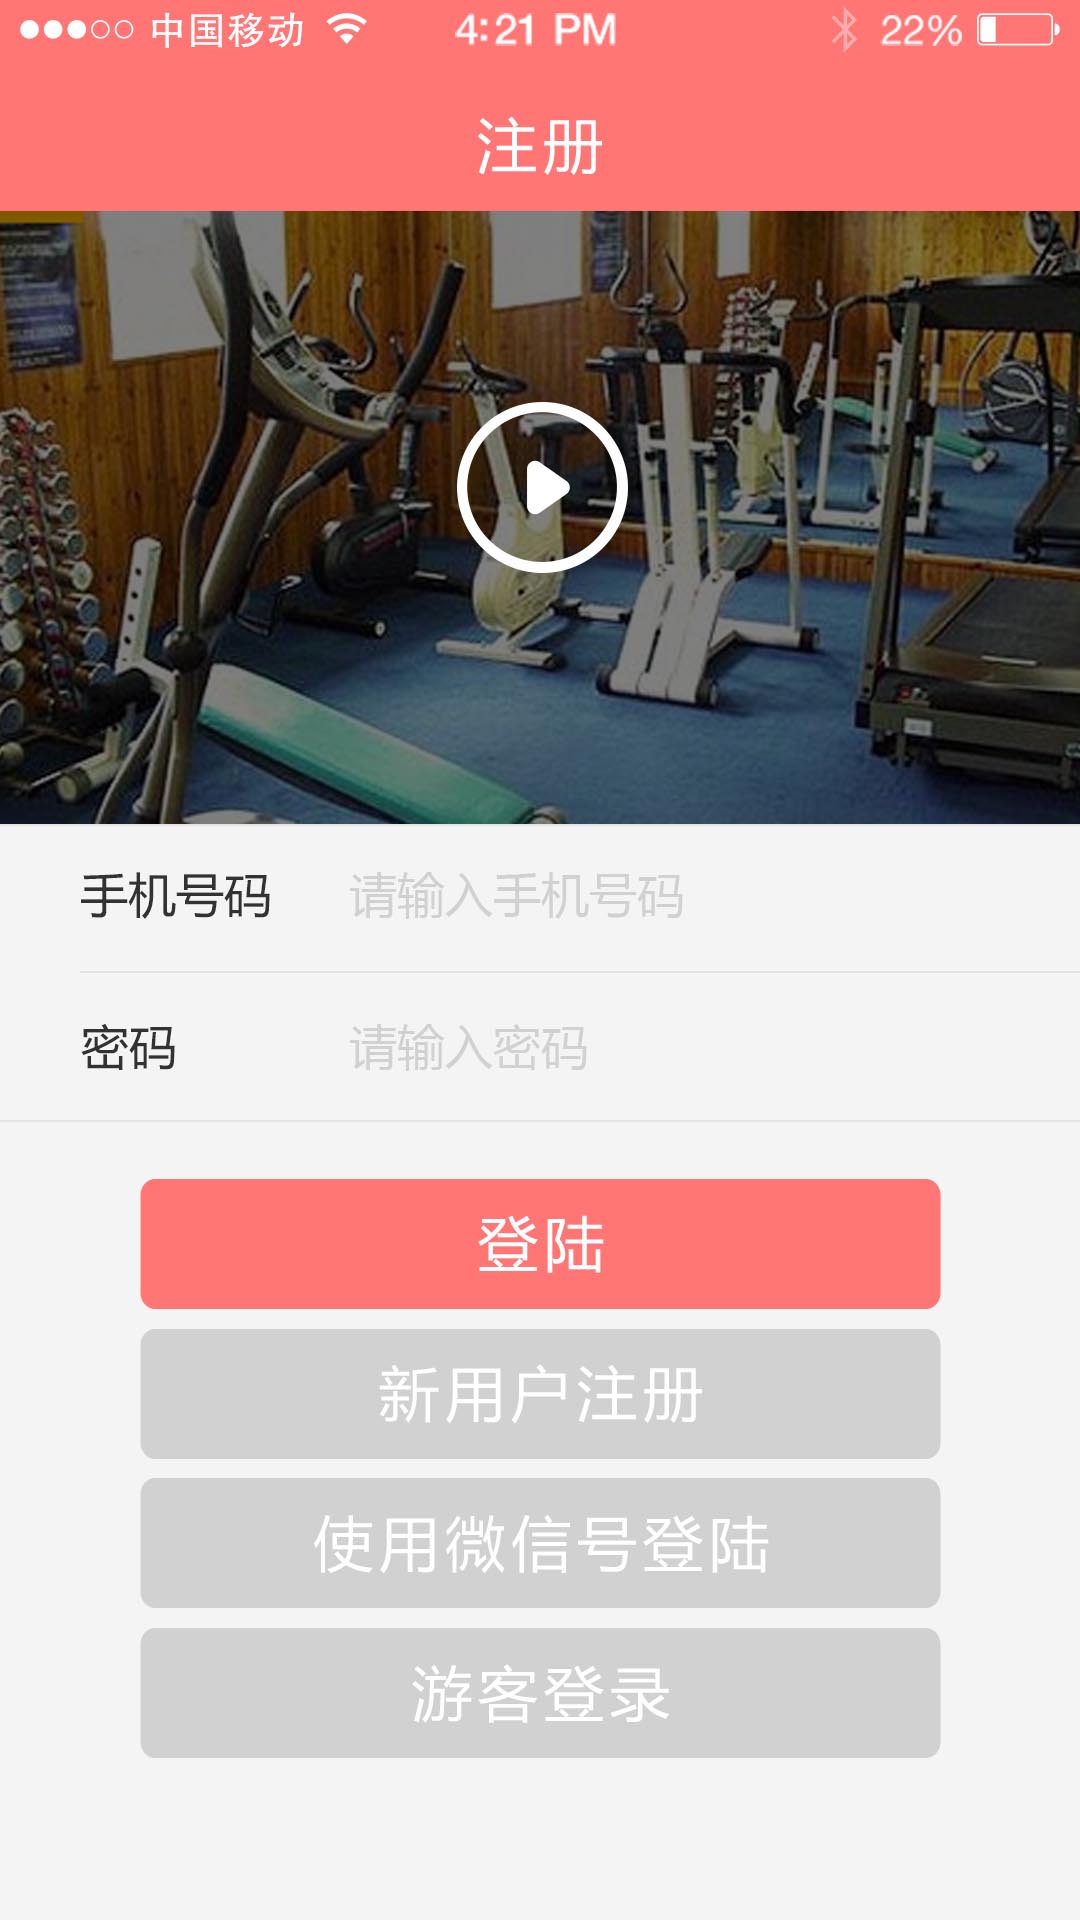 中国移动 4:21 PM 22%
注册
手机号码 请输入手机号码
密码 请输入密码
登陆
新用户注册
使用微信号登陆
游客登录